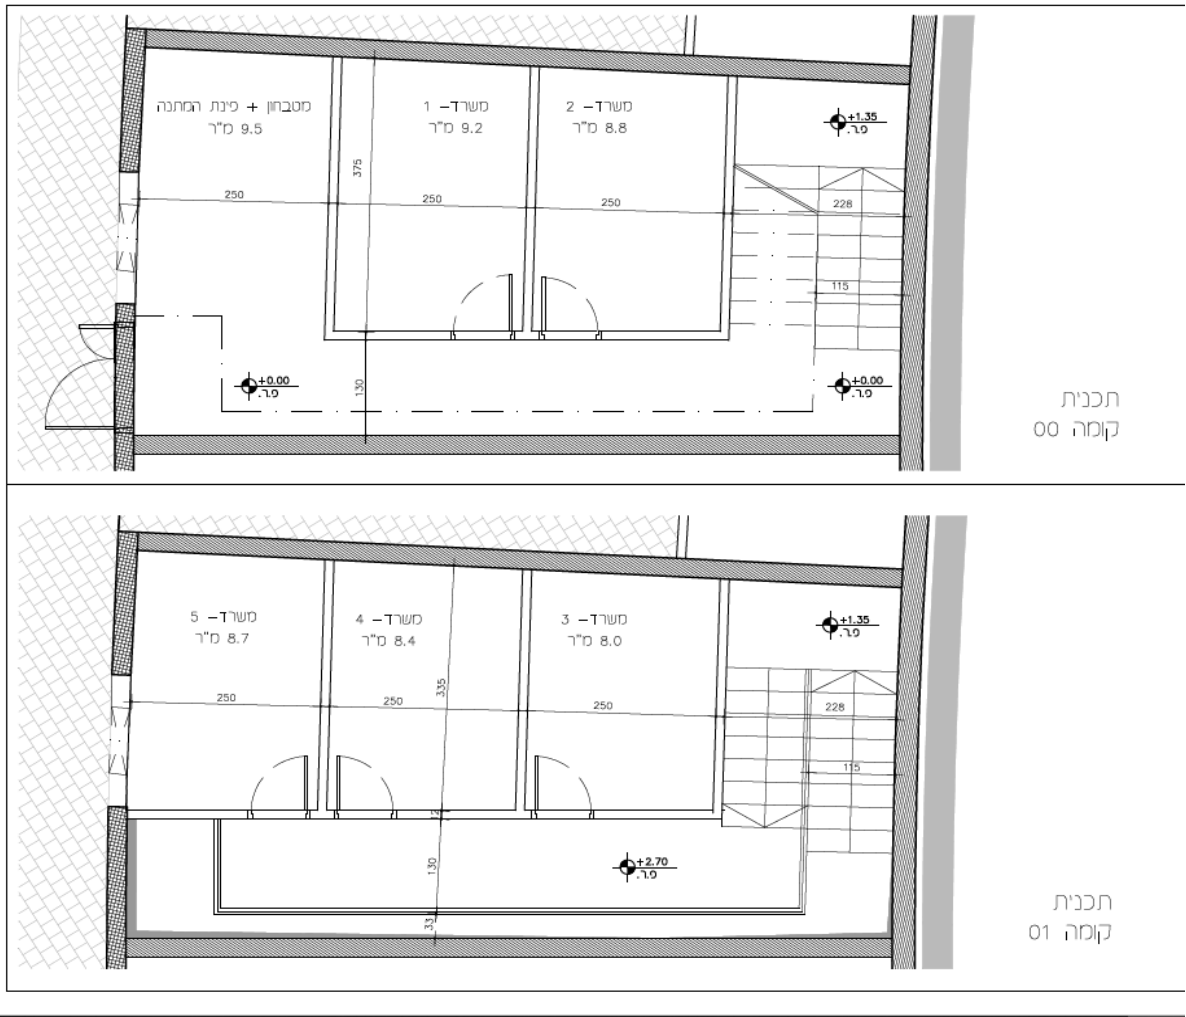 מטבחון + פינת המתנה
9.5 מ"ר
משרד- 1
9.2 מ"ר
משרד- 2
8.8 מ"ר
+1.35
פ.ר.
375
250
250
250
228
115
+0.00
פ.ר.
130
+0.00
פ.ר.
תכנית
קומה 00
משרד- 5
8.7 מ"ר
משרד- 4
8.4 מ"ר
משרד- 3
8.0 מ"ר
+1.35
פ.ר.
335
250
250
250
228
115
130
+2.70
פ.ר.
33
תכנית
קומה 01